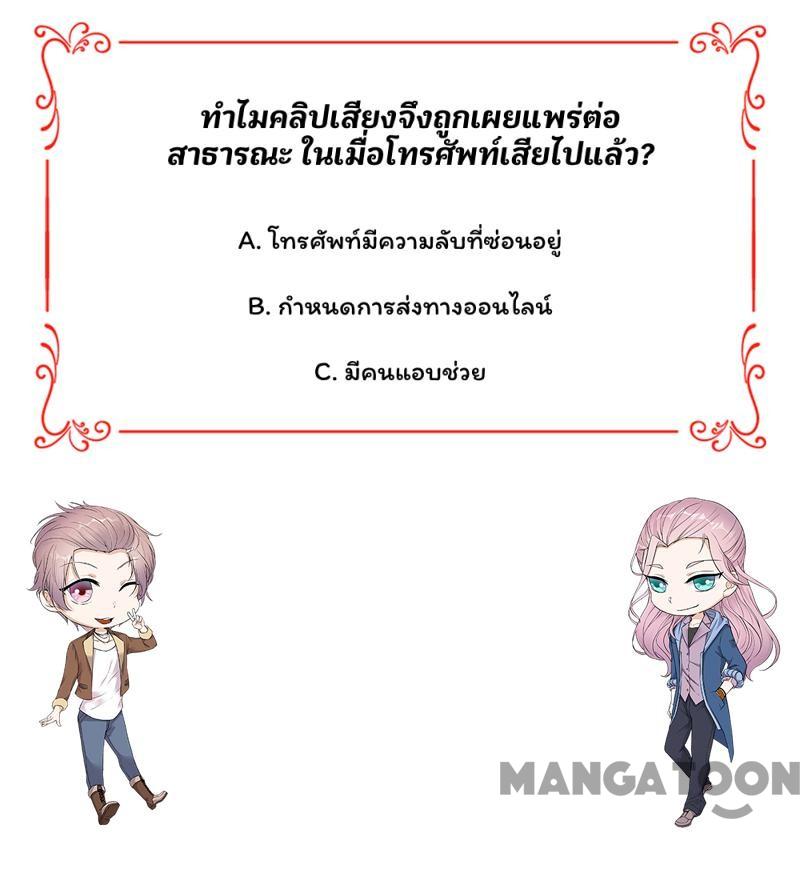 ทำไมคลิปเสียงจึงถูกเผยแพร่ต่อ
สาธารณะ ในเมื่อโทรศัพท์เสียไปแล้ว?
A. โทรศัพท์มีความลับที่ซ่อนอยู่
B. กำหนดการส่งทางออนไลน์
C. มีคนแอบช่วย
MANGATOON